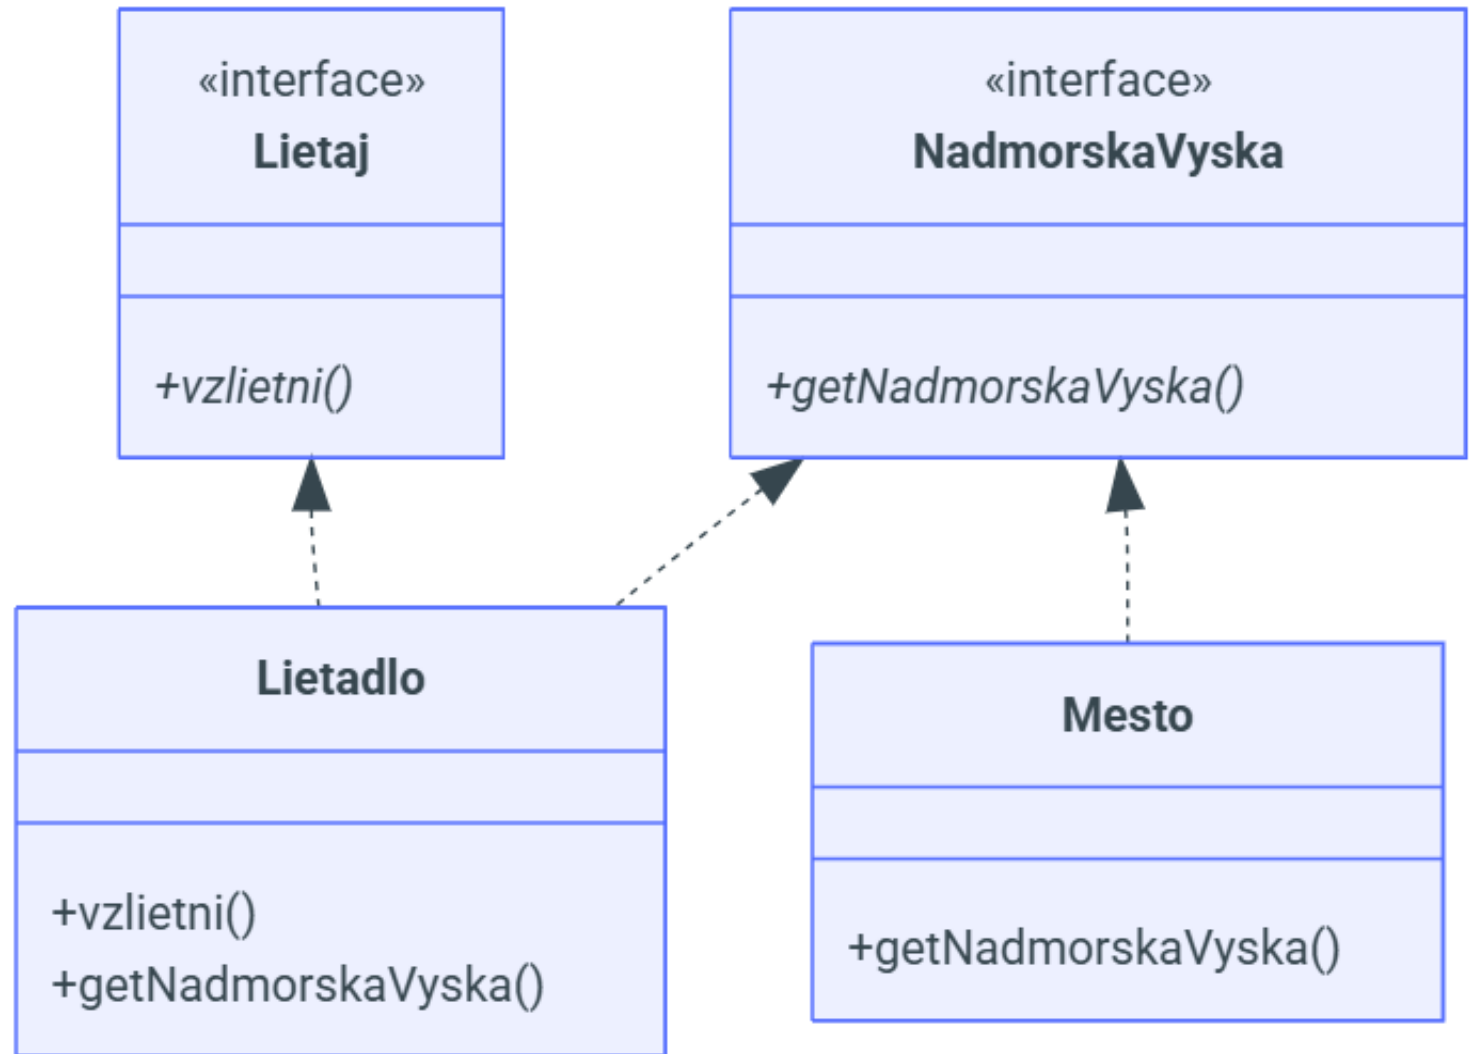 «interface»
Lietaj
+vzlietni()
«interface»
NadmorskaVyska
+getNadmorskaVyska()
Lietadlo
+vzlietni()
+getNadmorskaVyska()
Mesto
+getNadmorskaVyska()